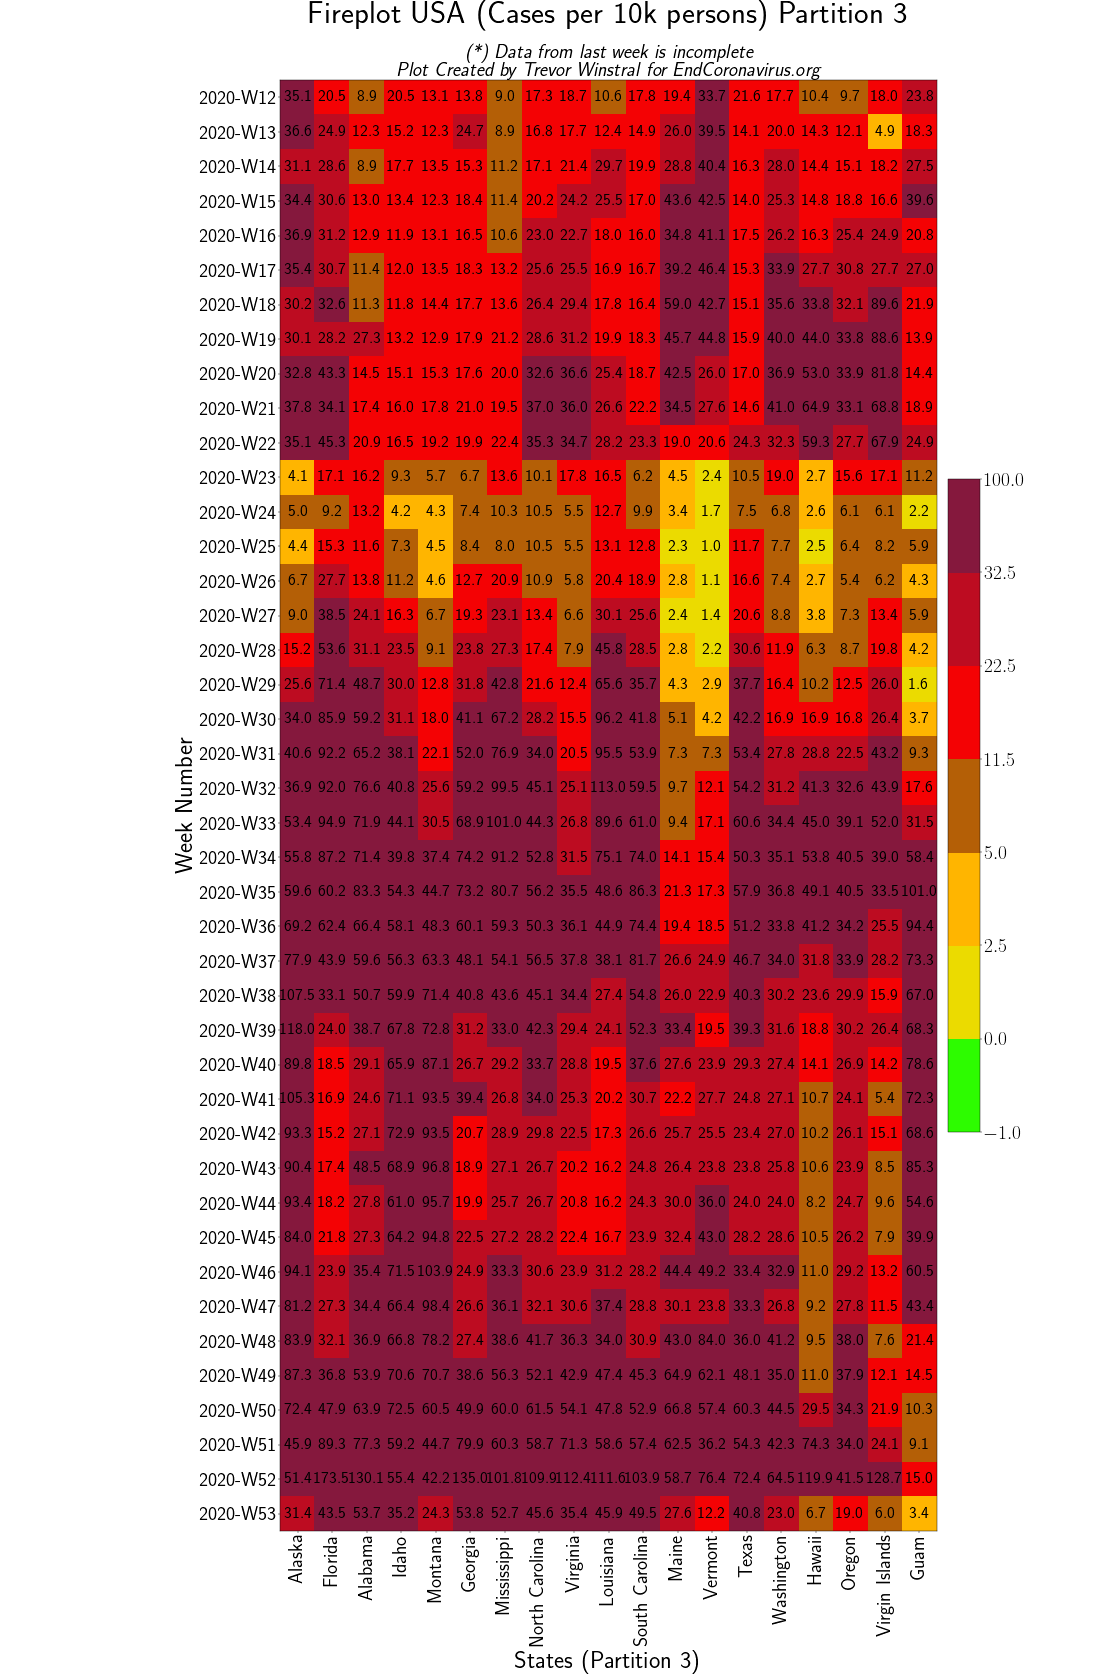 Fireplot USA (Cases per 10k persons) Partition 3
(*) Data from last week is incomplete
Plot Created by Trevor Winstral for EndCoronavirus.org
2020-W12 35.1 20.5 8.9 20.5 13.1 13.8 9.0 17.3 18.7 10.6 17.8 19.4 33.7 21.6 17.7 10.4 9.7 18.0 23.8
2020-W13 36.6 24.9 12.3 15.2 12.3 24.7 8.9 16.8 17.7 12.4 14.9 26.0 39.5 14.1 20.0 14.3 12.1 4.9 18.3
2020-W14 31.1 28.6 8.9 17.7 13.5 15.3 11.2 17.1 21.4 29.7 19.9 28.8 40.4 16.3 28.0 14.4 15.1 18.2 27.5
2020-W15 34.4 30.6 13.0 13.4 12.3 18.4 11.4 20.2 24.2 25.5 17.0 43.6 42.5 14.0 25.3 14.8 18.8 16.6 39.6
2020-W16 36.9 31.2 12.9 11.9 13.1 16.5 10.6 23.0 22.7 18.0 16.0 34.8 41.1 17.5 26.2 16.3 25.4 24.9 20.8
2020-W17 35.4 30.7 11.4 12.0 13.5 18.3 13.2 25.6 25.5 16.9 16.7 39.2 46.4 15.3 33.9 27.7 30.8 27.7 27.0
2020-W18 30.2 32.6 11.3 11.8 14.4 17.7 13.6 26.4 29.4 17.8 16.4 59.0 42.7 15.1 35.6 33.8 32.1 89.6 21.9
2020-W19 30.1 28.2 27.3 13.2 12.9 17.9 21.2 28.6 31.2 19.9 18.3 45.7 44.8 15.9 40.0 44.0 33.8 88.6 13.9
2020-W20 32.8 43.3 14.5 15.1 15.3 17.6 20.0 32.6 36.6 25.4 18.7 42.5 26.0 17.0 36.9 53.0 33.9 81.8 14.4
2020-W21 37.8 34.1 17.4 16.0 17.8 21.0 19.5 37.0 36.0 26.6 22.2 34.5 27.6 14.6 41.0 64.9 33.1 68.8 18.9
2020-W22 35.1 45.3 20.9 16.5 19.2 19.9 22.4 35.3 34.7 28.2 23.3 19.0 20.6 24.3 32.3 59.3 27.7 67.9 24.9
2020-W23 4.1 17.1 16.2 9.3 5.7 6.7 13.6 10.1 17.8 16.5 6.2 4.5 2.4 10.5 19.0 2.7 15.6 17.1 11.2
2020-W24 5.0 9.2 13.2 4.2 4.3 7.4 10.3 10.5 5.5 12.7 9.9 3.4 1.7 7.5 6.8 2.6 6.1 6.1 2.2
2020-W25 4.4 15.3 11.6 7.3 4.5 8.4 8.0 10.5 5.5 13.1 12.8 2.3 1.0 11.7 7.7 2.5 6.4 8.2 5.9
2020-W26 6.7 27.7 13.8 11.2 4.6 12.7 20.9 10.9 5.8 20.4 18.9 2.8 1.1 16.6 7.4 2.7 5.4 6.2 4.3
2020-W27 9.0 38.5 24.1 16.3 6.7 19.3 23.1 13.4 6.6 30.1 25.6 2.4 1.4 20.6 8.8 3.8 7.3 13.4 5.9
2020-W28 15.2 53.6 31.1 23.5 9.1 23.8 27.3 17.4 7.9 45.8 28.5 2.8 2.2 30.6 11.9 6.3 8.7 19.8 4.2
2020-W29 25.6 71.4 48.7 30.0 12.8 31.8 42.8 21.6 12.4 65.6 35.7 4.3 2.9 37.7 16.4 10.2 12.5 26.0 1.6
2020-W30 34.0 85.9 59.2 31.1 18.0 41.1 67.2 28.2 15.5 96.2 41.8 5.1 4.2 42.2 16.9 16.9 16.8 26.4 3.7
2020-W31 40.6 92.2 65.2 38.1 22.1 52.0 76.9 34.0 20.5 95.5 53.9 7.3 7.3 53.4 27.8 28.8 22.5 43.2 9.3
2020-W32 36.9 92.0 76.6 40.8 25.6 59.2 99.5 45.1 25.1 113.0 59.5 9.7 12.1 54.2 31.2 41.3 32.6 43.9 17.6
2020-W33 53.4 94.9 71.9 44.1 30.5 68.9 101.0 44.3 26.8 89.6 61.0 9.4 17.1 60.6 34.4 45.0 39.1 52.0 31.5
2020-W34 55.8 87.2 71.4 39.8 37.4 74.2 91.2 52.8 31.5 75.1 74.0 14.1 15.4 50.3 35.1 53.8 40.5 39.0 58.4
2020-W35 59.6 60.2 83.3 54.3 44.7 73.2 80.7 56.2 35.5 48.6 86.3 21.3 17.3 57.9 36.8 49.1 40.5 33.5 101.0
2020-W36 69.2 62.4 66.4 58.1 48.3 60.1 59.3 50.3 36.1 44.9 74.4 19.4 18.5 51.2 33.8 41.2 34.2 25.5 94.4
2020-W37 77.9 43.9 59.6 56.3 63.3 48.1 54.1 56.5 37.8 38.1 81.7 26.6 24.9 46.7 34.0 31.8 33.9 28.2 73.3
2020-W38 107.5 33.1 50.7 59.9 71.4 40.8 43.6 45.1 34.4 27.4 54.8 26.0 22.9 40.3 30.2 23.6 29.9 15.9 67.0
2020-W39 118.0 24.0 38.7 67.8 72.8 31.2 33.0 42.3 29.4 24.1 52.3 33.4 19.5 39.3 31.6 18.8 30.2 26.4 68.3
2020-W40 89.8 18.5 29.1 65.9 87.1 26.7 29.2 33.7 28.8 19.5 37.6 27.6 23.9 29.3 27.4 14.1 26.9 14.2 78.6
2020-W41 105.3 16.9 24.6 71.1 93.5 39.4 26.8 34.0 25.3 20.2 30.7 22.2 27.7 24.8 27.1 10.7 24.1 5.4 72.3
2020-W42 93.3 15.2 27.1 72.9 93.5 20.7 28.9 29.8 22.5 17.3 26.6 25.7 25.5 23.4 27.0 10.2 26.1 15.1 68.6
2020-W43 90.4 17.4 48.5 68.9 96.8 18.9 27.1 26.7 20.2 16.2 24.8 26.4 23.8 23.8 25.8 10.6 23.9 8.5 85.3
2020-W44 93.4 18.2 27.8 61.0 95.7 19.9 25.7 26.7 20.8 16.2 24.3 30.0 36.0 24.0 24.0 8.2 24.7 9.6 54.6
2020-W45 84.0 21.8 27.3 64.2 94.8 22.5 27.2 28.2 22.4 16.7 23.9 32.4 43.0 28.2 28.6 10.5 26.2 7.9 39.9
2020-W46 94.1 23.9 35.4 71.5 103.9 24.9 33.3 30.6 23.9 31.2 28.2 44.4 49.2 33.4 32.9 11.0 29.2 13.2 60.5
2020-W47 81.2 27.3 34.4 66.4 98.4 26.6 36.1 32.1 30.6 37.4 28.8 30.1 23.8 33.3 26.8 9.2 27.8 11.5 43.4
2020-W48 83.9 32.1 36.9 66.8 78.2 27.4 38.6 41.7 36.3 34.0 30.9 43.0 84.0 36.0 41.2 9.5 38.0 7.6 21.4
2020-W49 87.3 36.8 53.9 70.6 70.7 38.6 56.3 52.1 42.9 47.4 45.3 64.9 62.1 48.1 35.0 11.0 37.9 12.1 14.5
2020-W50 72.4 47.9 63.9 72.5 60.5 49.9 60.0 61.5 54.1 47.8 52.9 66.8 57.4 60.3 44.5 29.5 34.3 21.9 10.3
2020-W51 45.9 89.3 77.3 59.2 44.7 79.9 60.3 58.7 71.3 58.6 57.4 62.5 36.2 54.3 42.3 74.3 34.0 24.1 9.1
2020-W52 51.4 173.5 130.1 55.4 42.2 135.0 101.8 109.9 112.4 111.6 103.9 58.7 76.4 72.4 64.5 119.9 41.5 128.7 15.0
2020-W53 31.4 43.5 53.7 35.2 24.3 53.8 52.7 45.6 35.4 45.9 49.5 27.6 12.2 40.8 23.0 6.7 19.0 6.0 3.4
Week Number
Alaska
Florida
Alabama
Idaho
Montana
Georgia
Mississippi
North Carolina
Virginia
Louisiana
South Carolina
Maine
Vermont
Texas
Washington
Hawaii
Oregon
Virgin Islands
Guam
States (Partition 3)
100.0
32.5
22.5
11.5
5.0
2.5
0.0
−1.0